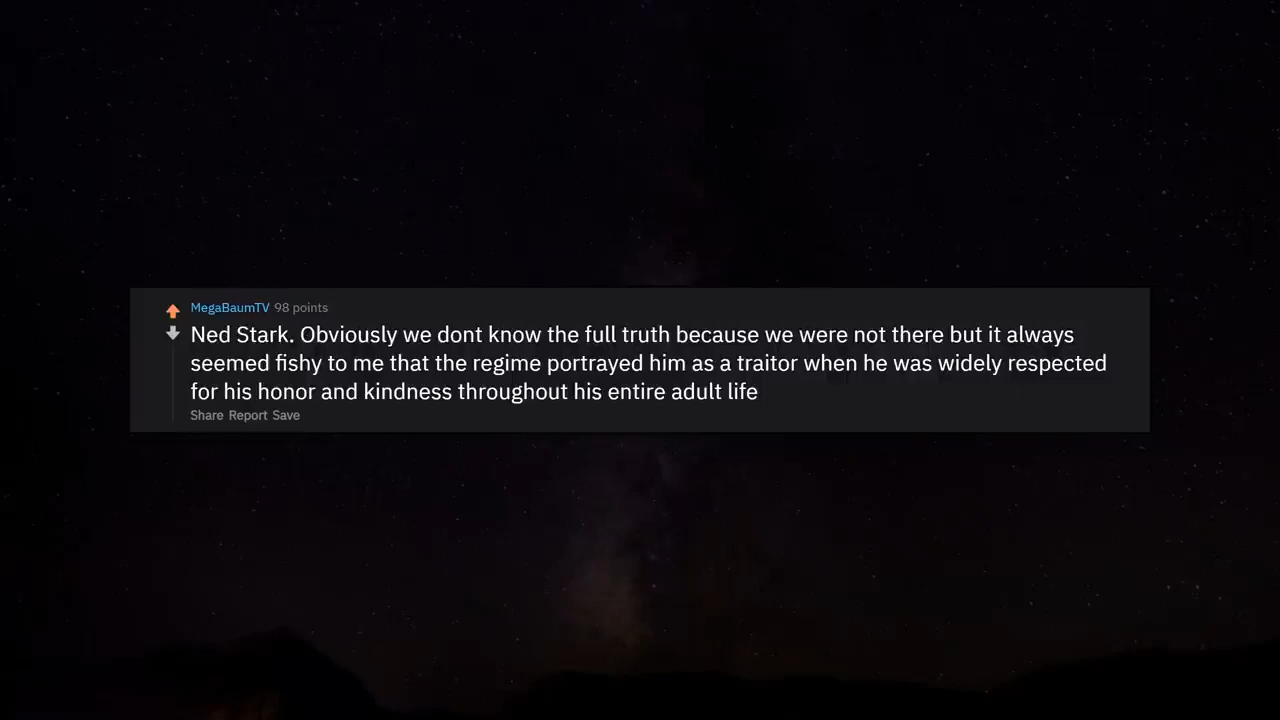 MegaBaumTV 98 points
Ned Stark. Obviously we dont know the full truth because we were not there but it always
seemed fishy to me that the regime portrayed him as a traitor when he was widely respected
for his honor and kindness throughout his entire adult life
Share Report Save